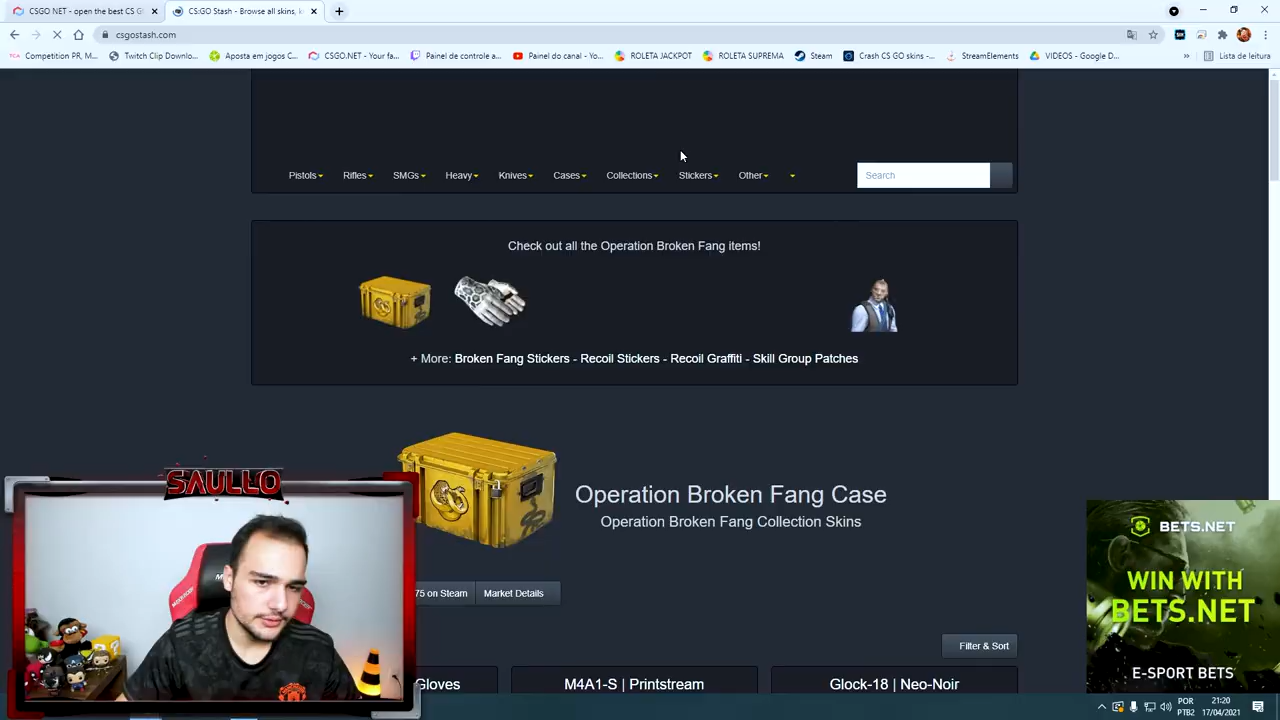 CSGO NET - open the best CS G
CS:GO Stash - Browse all skins, k
csgostash.com
Competition PR, M...
Twitch Clip Downlo...
Aposta em jogos C...
CSGO.NET - Your fa...
Painel de controle a...
Painel do canal - Yo...
ROLETA JACKPOT
ROLETA SUPREMA
Steam
Crash CS GO skins -...
StreamElements
VIDEOS - Google D...
»
Lista de leitura
Pistols
Rifles
SMGs
Heavy
Knives
Cases
Collections
Stickers
Other
Search
Check out all the Operation Broken Fang items!
+ More: Broken Fang Stickers - Recoil Stickers - Recoil Graffiti - Skill Group Patches
Operation Broken Fang Case
Operation Broken Fang Collection Skins
75 on Steam
Market Details
Filter & Sort
Gloves
M4A1-S | Printstream
Glock-18 | Neo-Noir
SAULLO
BETS.NET
WIN WITH
BETS.NET
E-SPORT BETS
POR
PTB2
21:20
17/04/2021